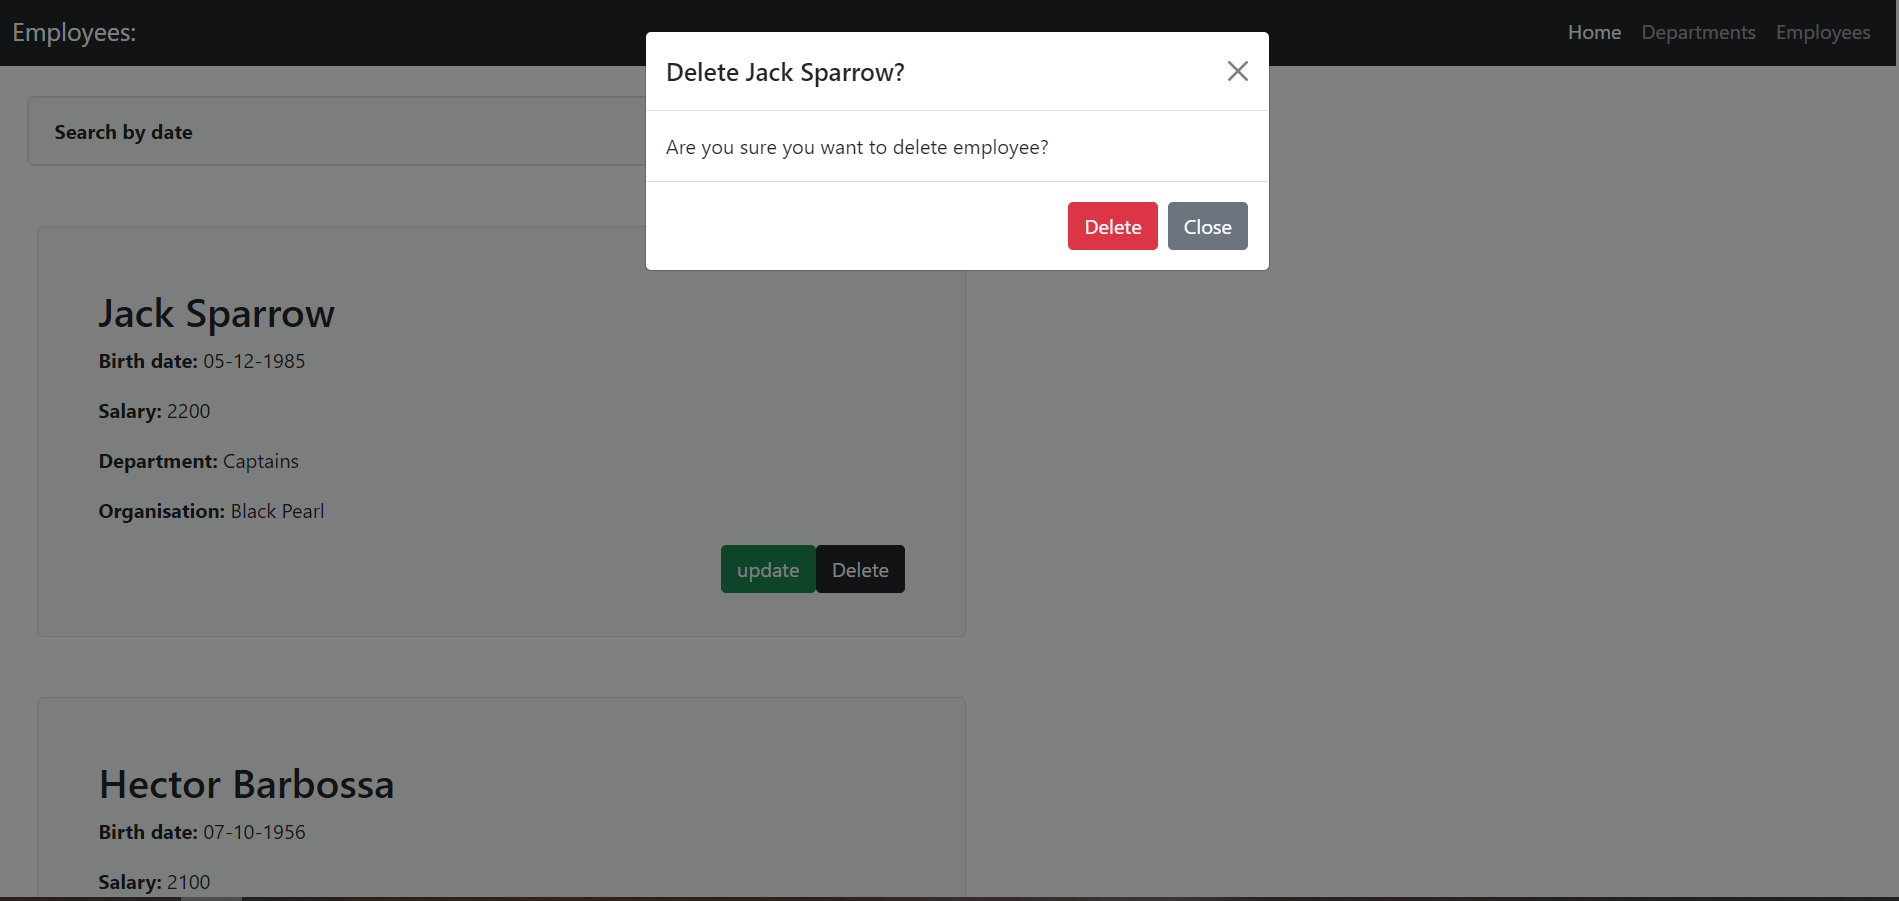 Employees:
Home Departments Employees
Delete Jack Sparrow?
Are you sure you want to delete employee?
Delete Close
Search by date
Jack Sparrow
Birth date: 05-12-1985
Salary: 2200
Department: Captains
Organisation: Black Pearl
update Delete
Hector Barbossa
Birth date: 07-10-1956
Salary: 2100